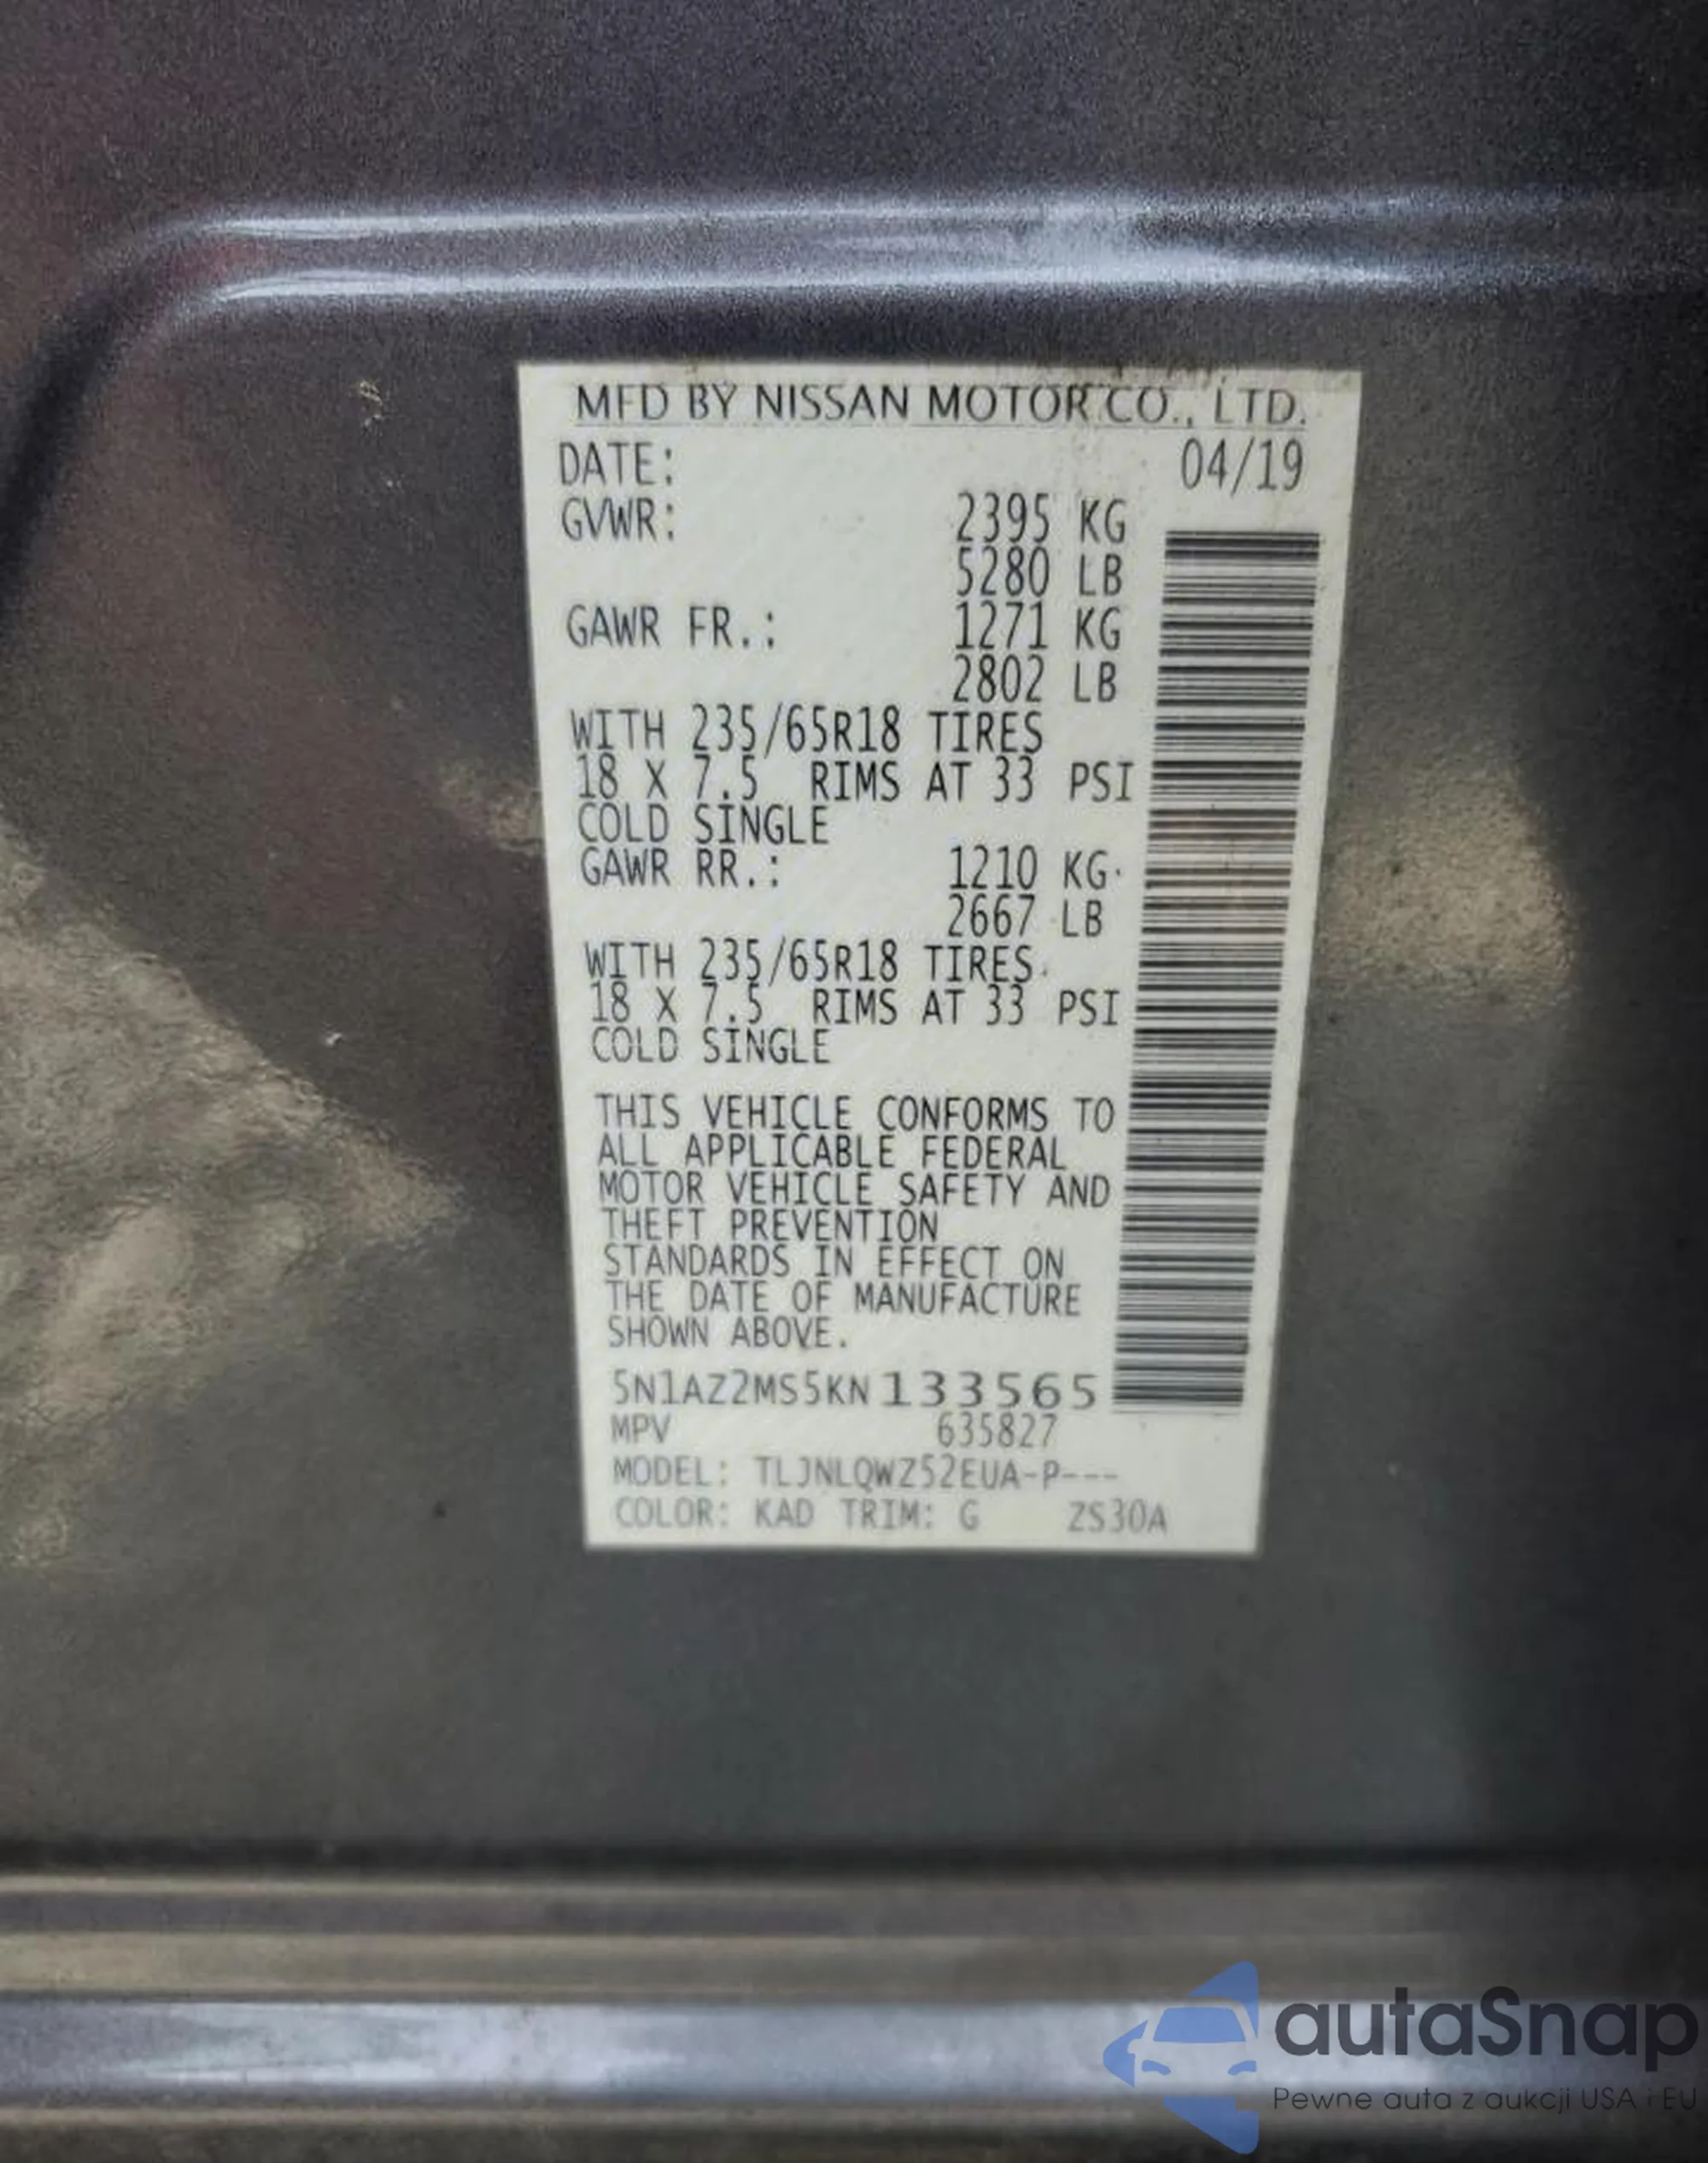 MFD BY NISSAN MOTOR CO., LTD.
DATE: 04/19
GVWR: 2395 KG
5280 LB
GAWR FR.: 1271 KG
2802 LB
WITH 235/65R18 TIRES
18 X 7.5 RIMS AT 33 PSI
COLD SINGLE
GAWR RR.: 1210 KG
2667 LB
WITH 235/65R18 TIRES
18 X 7.5 RIMS AT 33 PSI
COLD SINGLE
THIS VEHICLE CONFORMS TO
ALL APPLICABLE FEDERAL
MOTOR VEHICLE SAFETY AND
THEFT PREVENTION
STANDARDS IN EFFECT ON
THE DATE OF MANUFACTURE
SHOWN ABOVE.
5N1AZ2MS5KN133565
MPV 635827
MODEL: TLJNLQWZ52EUA-P---
COLOR: KAD TRIM: G ZS30A
autaSnap
Pewne auta z aukcji USA i EU